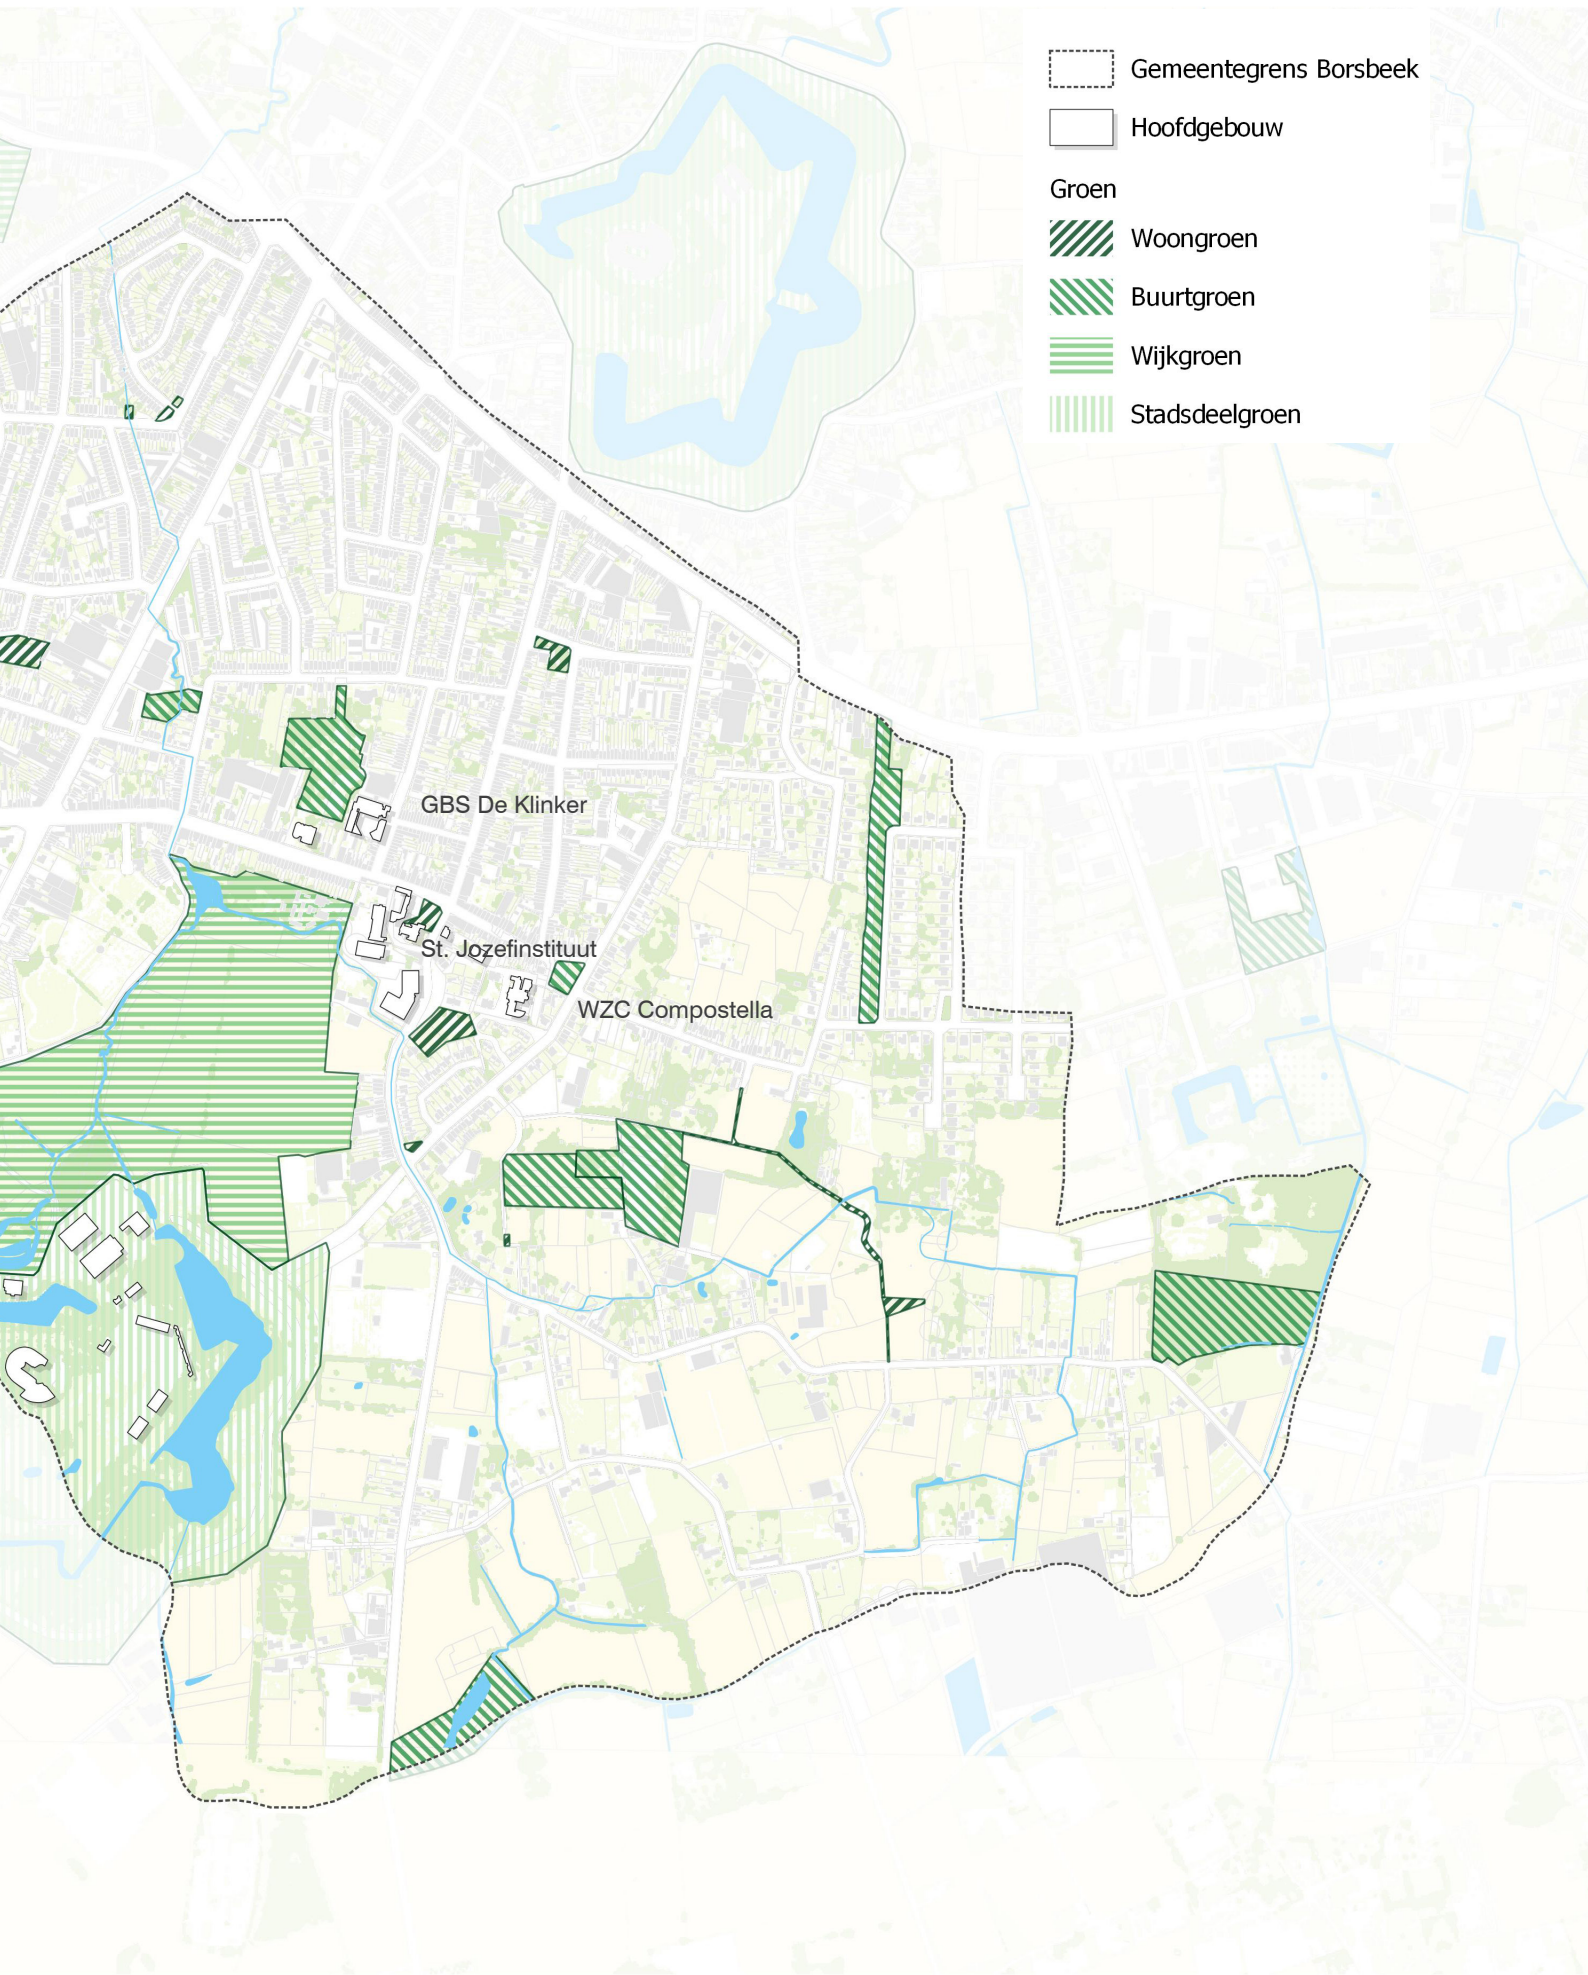 Gemeentegrens Borsbeek
Hoofdgebouw
Groen
Woongroen
Buurtgroen
Wijkgroen
Stadsdeelgroen
GBS De Klinker
St. Jozefinstituut
WZC Compostella